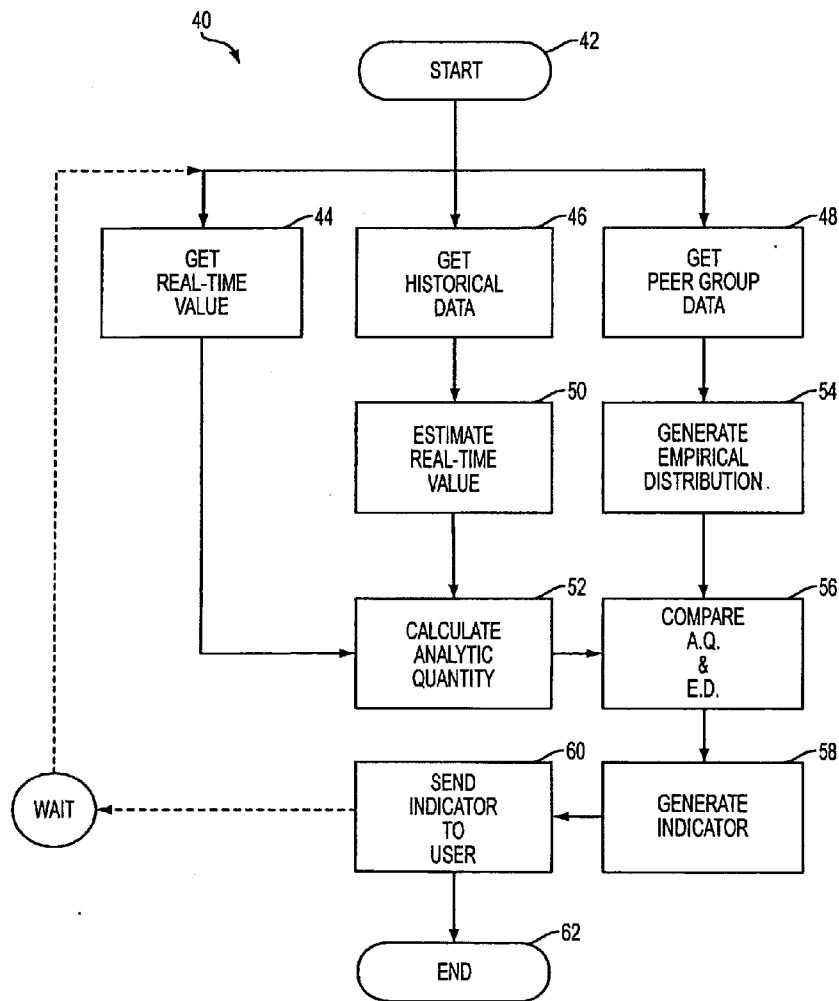 40
42
START
44
GET
REAL-TIME
VALUE
46
GET
HISTORICAL
DATA
48
GET
PEER GROUP
DATA
50
ESTIMATE
REAL-TIME
VALUE
54
GENERATE
EMPIRICAL
DISTRIBUTION
52
CALCULATE
ANALYTIC
QUANTITY
56
COMPARE
A.Q.
&
E.D.
WAIT
60
SEND
INDICATOR
TO
USER
58
GENERATE
INDICATOR
62
END